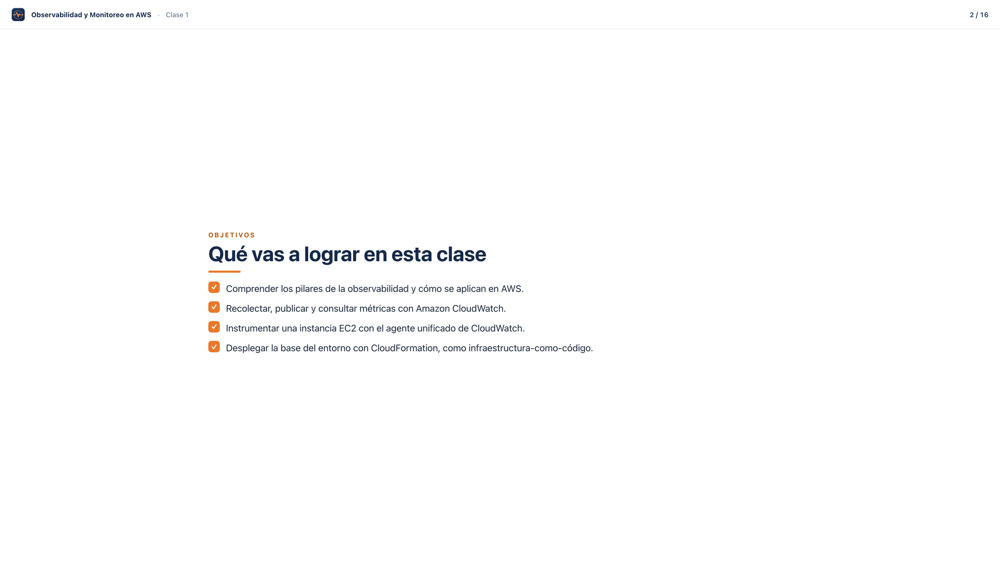 Observabilidad y Monitoreo en AWS · Clase 1
2 / 16
OBJETIVOS
Qué vas a lograr en esta clase
Comprender los pilares de la observabilidad y cómo se aplican en AWS.
Recolectar, publicar y consultar métricas con Amazon CloudWatch.
Instrumentar una instancia EC2 con el agente unificado de CloudWatch.
Desplegar la base del entorno con CloudFormation, como infraestructura-como-código.